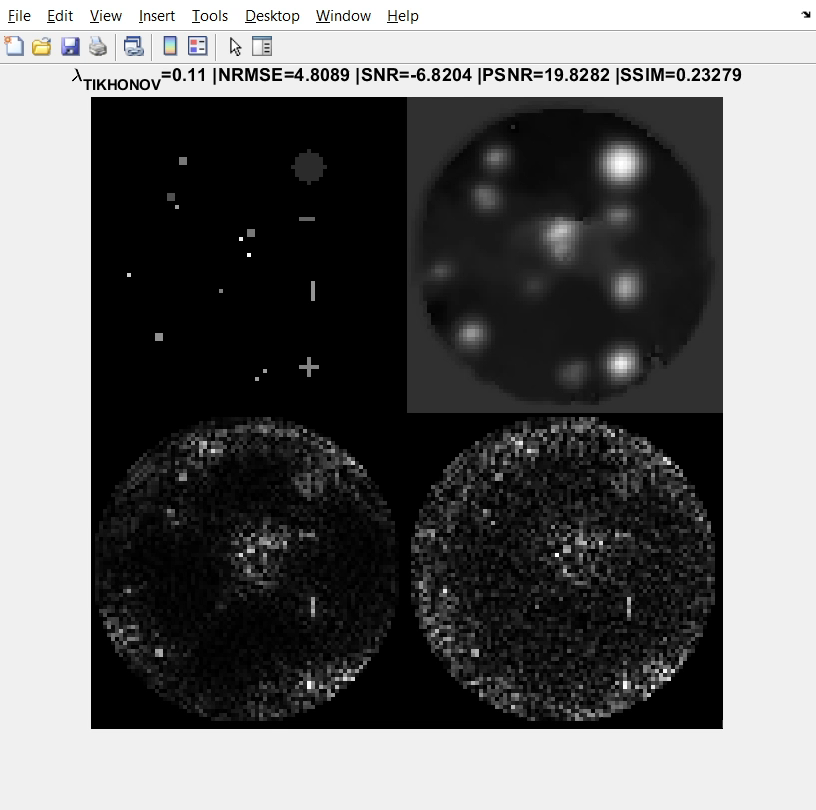 File Edit View Insert Tools Desktop Window Help
λTIKHONOV=0.11 |NRMSE=4.8089 |SNR=-6.8204 |PSNR=19.8282 |SSIM=0.23279